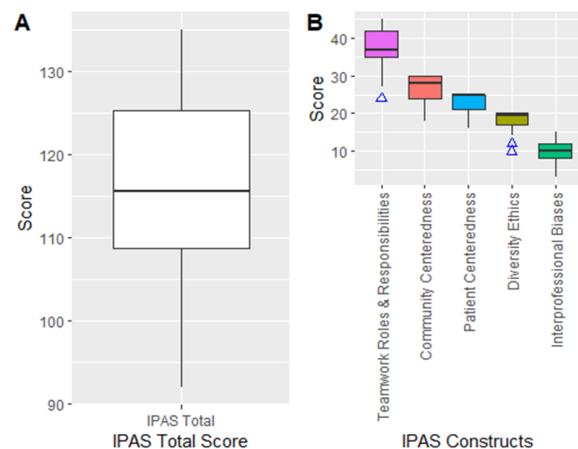 A
Score
130
120
110
100
90
IPAS Total
IPAS Total Score
B
Score
40
30
20
10
Teamwork Roles & Responsibilities
Community Centeredness
Patient Centeredness
Diversity Ethics
Interprofessional Biases
IPAS Constructs